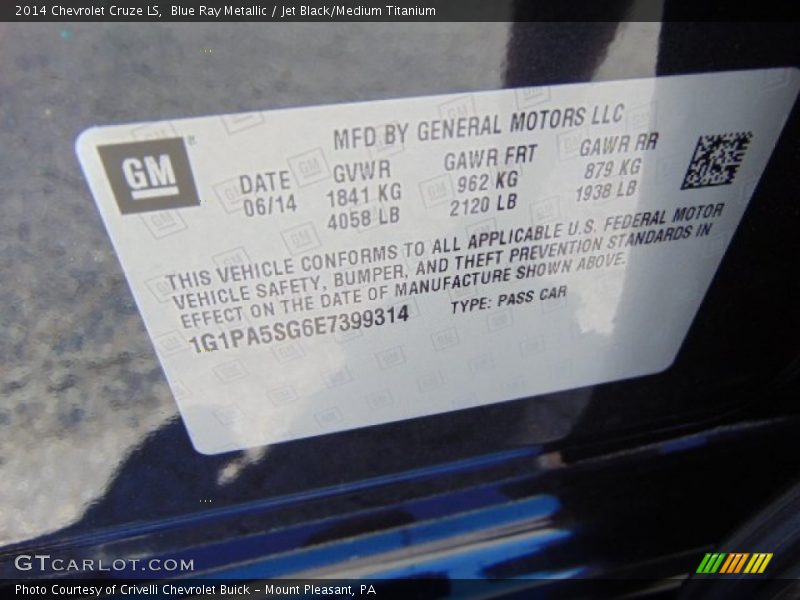 2014 Chevrolet Cruze LS, Blue Ray Metallic / Jet Black/Medium Titanium
MFD BY GENERAL MOTORS LLC
GM
DATE GVWR GAWR FRT GAWR RR
06/14 1841 KG 962 KG 879 KG
4058 LB 2120 LB 1938 LB
THIS VEHICLE CONFORMS TO ALL APPLICABLE U.S. FEDERAL MOTOR
VEHICLE SAFETY, BUMPER, AND THEFT PREVENTION STANDARDS IN
EFFECT ON THE DATE OF MANUFACTURE SHOWN ABOVE.
1G1PA5SG6E7399314 TYPE: PASS CAR
GTCARLOT.COM
Photo Courtesy of Crivelli Chevrolet Buick - Mount Pleasant, PA